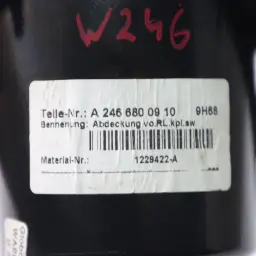 W246
Teile-Nr.: A 246 680 09 10 9H68
Bennenung: Abdeckung vo.RL.kpl.sw
Material-Nr.: 1229422-A